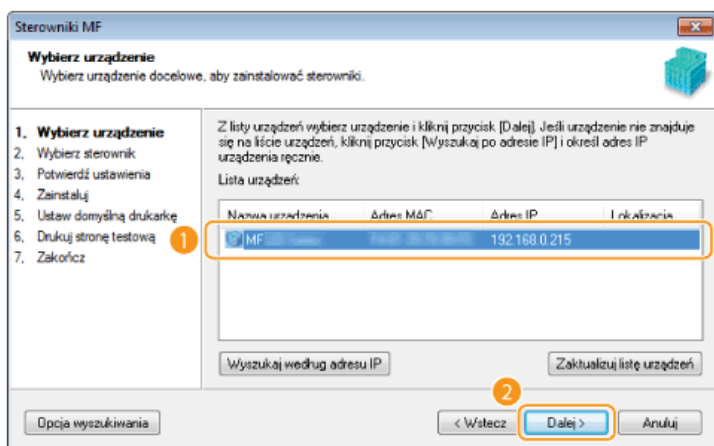 Sterowniki MF
Wybierz urządzenie
Wybierz urządzenie docelowe, aby zainstalować sterowniki.
1. Wybierz urządzenie
2. Wybierz sterownik
3. Potwierdź ustawienia
4. Zainstaluj
5. Ustaw domyślną drukarkę
6. Drukuj stronę testową
7. Zakończ
Z listy urządzeń wybierz urządzenie i kliknij przycisk [Dalej]. Jeśli urządzenie nie znajduje
się na liście urządzeń, kliknij przycisk [Wyszukaj po adresie IP] i określ adres IP
urządzenia ręcznie.
Lista urządzeń:
Nazwa urządzenia Adres MAC Adres IP Lokalizacja
1 MF 192.168.0.215
Wyszukaj według adresu IP Zaktualizuj listę urządzeń
2
Opcja wyszukiwania < Wstecz Dalej > Anuluj